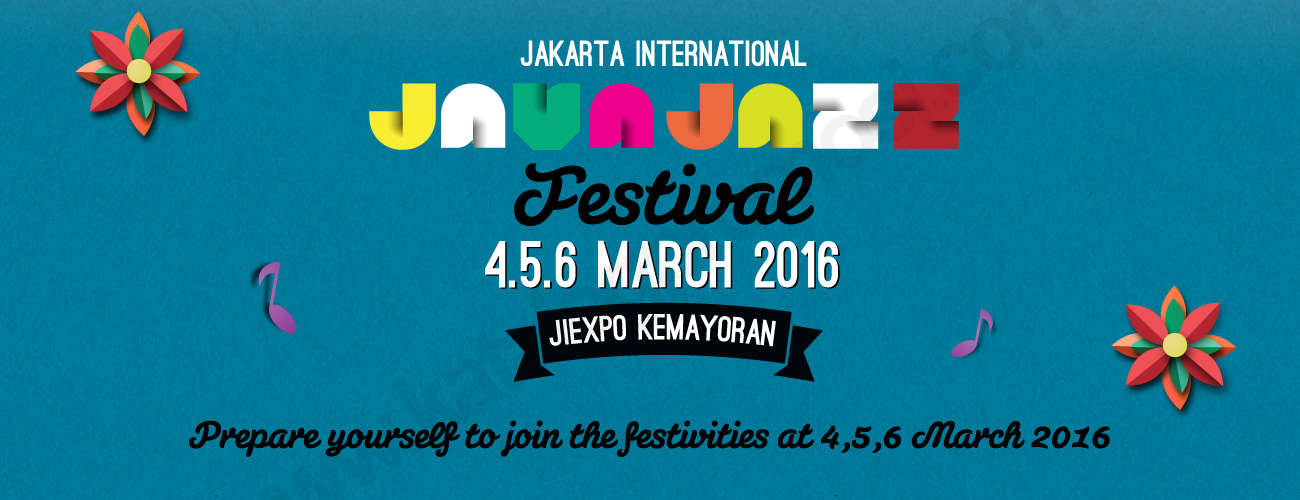 JAKARTA INTERNATIONAL
JAVAJAZZ
Festival
4.5.6 MARCH 2016
JIEXPO KEMAYORAN
Prepare yourself to join the festivities at 4,5,6 March 2016